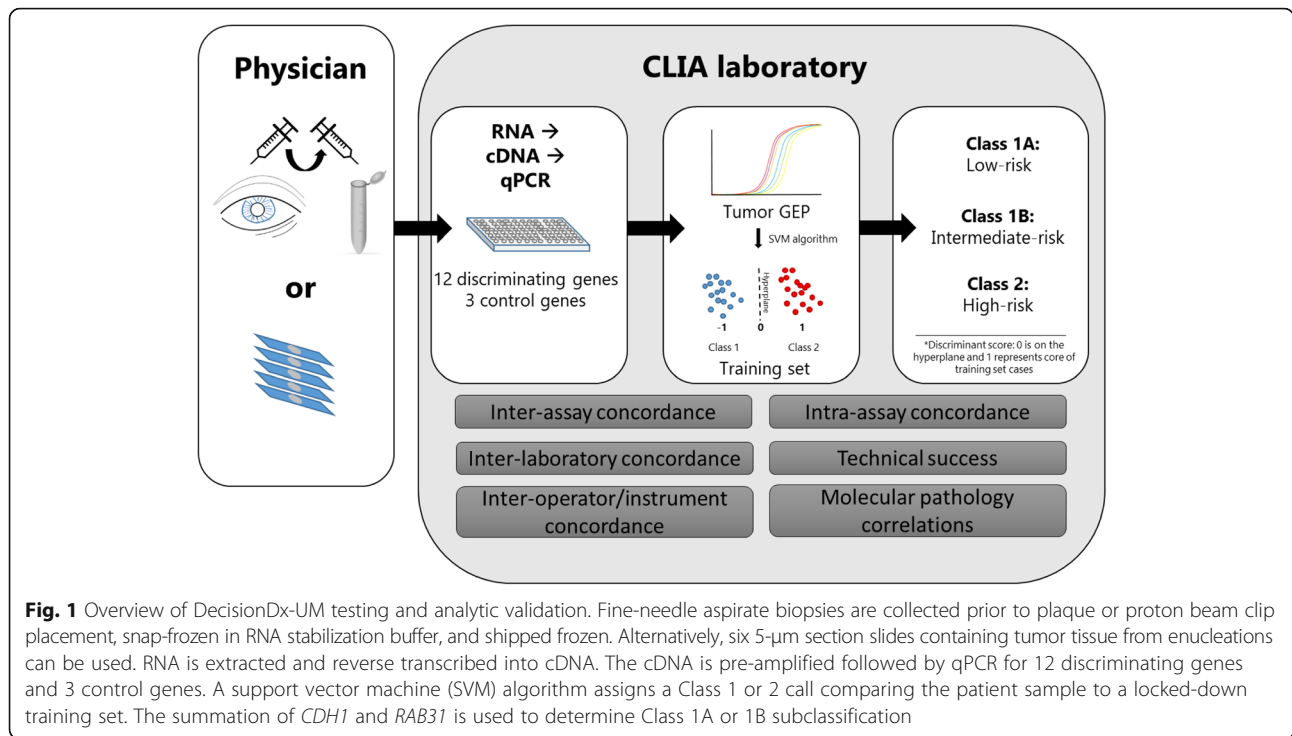 Physician
or
CLIA laboratory
RNA →
cDNA →
qPCR
12 discriminating genes
3 control genes
Tumor GEP
SVM algorithm
Hyperplane
-1 0 1
Class 1 Class 2
Training set
Class 1A:
Low-risk
Class 1B:
Intermediate-risk
Class 2:
High-risk
*Discriminant score: 0 is on the
hyperplane and 1 represents core of
training set cases
Inter-assay concordance
Intra-assay concordance
Inter-laboratory concordance
Technical success
Inter-operator/instrument
concordance
Molecular pathology
correlations
Fig. 1 Overview of DecisionDx-UM testing and analytic validation. Fine-needle aspirate biopsies are collected prior to plaque or proton beam clip
placement, snap-frozen in RNA stabilization buffer, and shipped frozen. Alternatively, six 5-μm section slides containing tumor tissue from enucleations
can be used. RNA is extracted and reverse transcribed into cDNA. The cDNA is pre-amplified followed by qPCR for 12 discriminating genes
and 3 control genes. A support vector machine (SVM) algorithm assigns a Class 1 or 2 call comparing the patient sample to a locked-down
training set. The summation of CDH1 and RAB31 is used to determine Class 1A or 1B subclassification